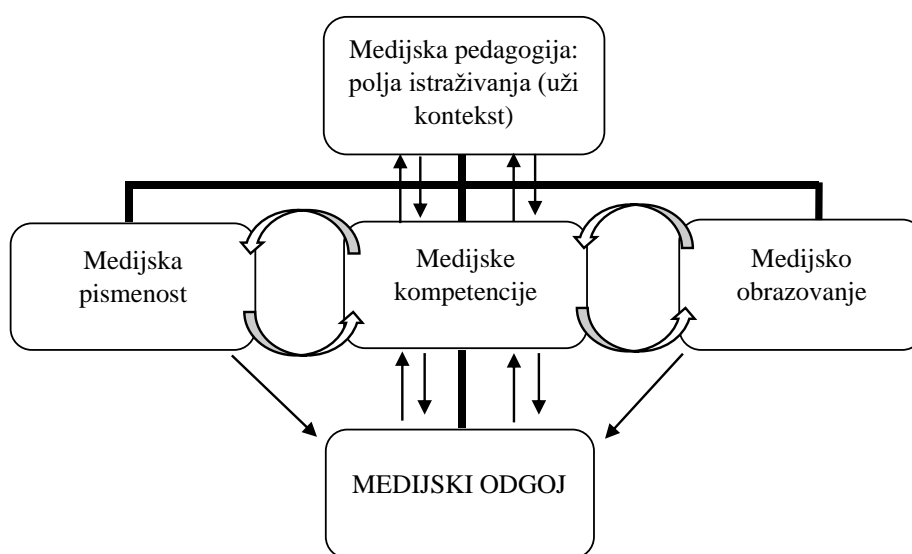 Medijska pedagogija:
polja istraživanja (uži
kontekst)
Medijska
pismenost
Medijske
kompetencije
Medijsko
obrazovanje
MEDIJSKI ODGOJ